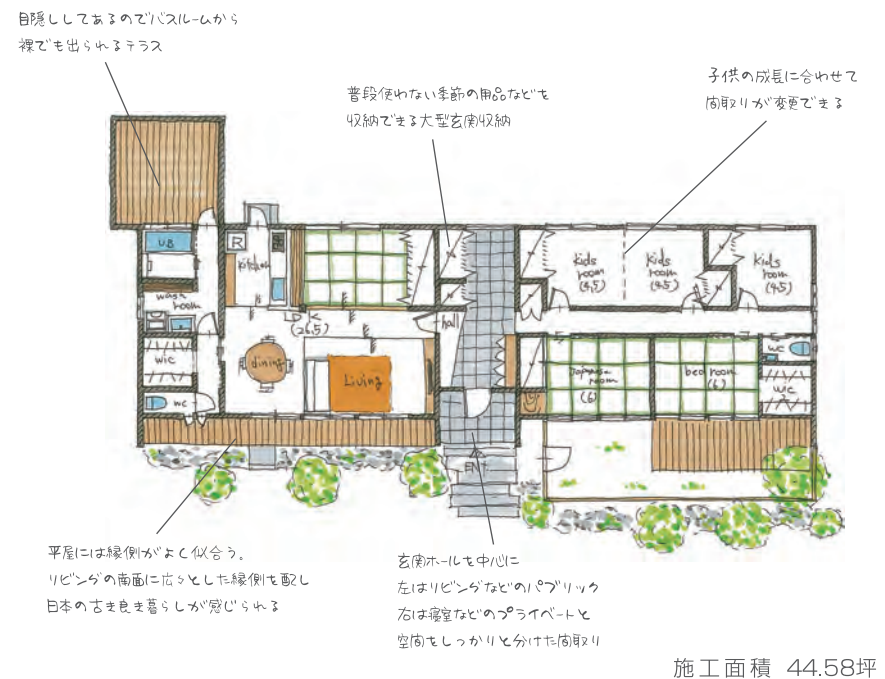 目隠ししてあるのでバスルームから
裸でも出られるテラス
普段使わない季節の用品などを
収納できる大型玄関収納
子供の成長に合わせて
間取りが変更できる
UB
R
kitchen
wash
room
wic
wc
LDK
(26,5)
dining
Living
hall
kids
room
(4,5)
kids
room
(4,5)
kids
room
(4,5)
Japanese
room
(6)
bed room
(6)
wc
wic
ENT
平屋には縁側がよく似合う。
リビングの南面に広々とした縁側を配し
日本の古き良き暮らしが感じられる
玄関ホールを中心に
左はリビングなどのパブリック
右は寝室などのプライベートと
空間をしっかりと分けた間取り
施工面積 44.58坪